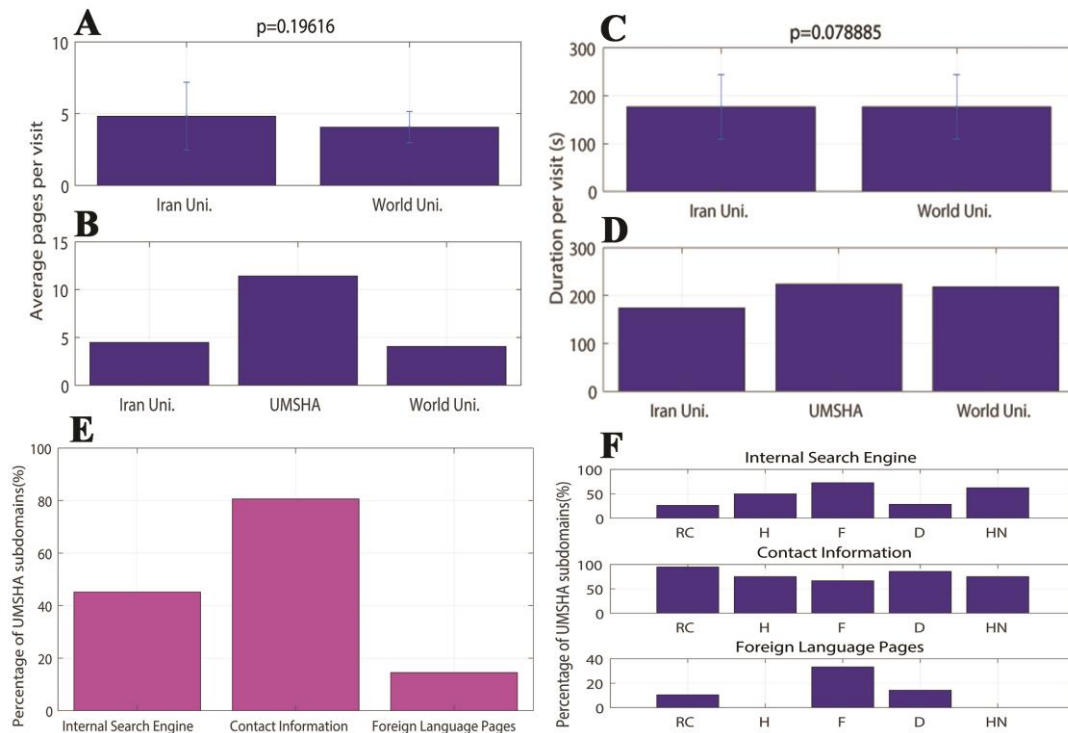 A
p=0.19616
10
5
0
Iran Uni.
World Uni.
B
15
10
5
0
Iran Uni.
UMSHA
World Uni.
Average pages per visit
C
p=0.078885
300
200
100
0
Iran Uni.
World Uni.
D
300
200
100
0
Iran Uni.
UMSHA
World Uni.
Duration per visit (s)
E
100
80
60
40
20
0
Internal Search Engine
Contact Information
Foreign Language Pages
Percentage of UMSHA subdomains(%)
F
Internal Search Engine
100
50
0
RC H F D HN
Contact Information
100
50
0
RC H F D HN
Foreign Language Pages
40
20
0
RC H F D HN
Percentage of UMSHA subdomains(%)